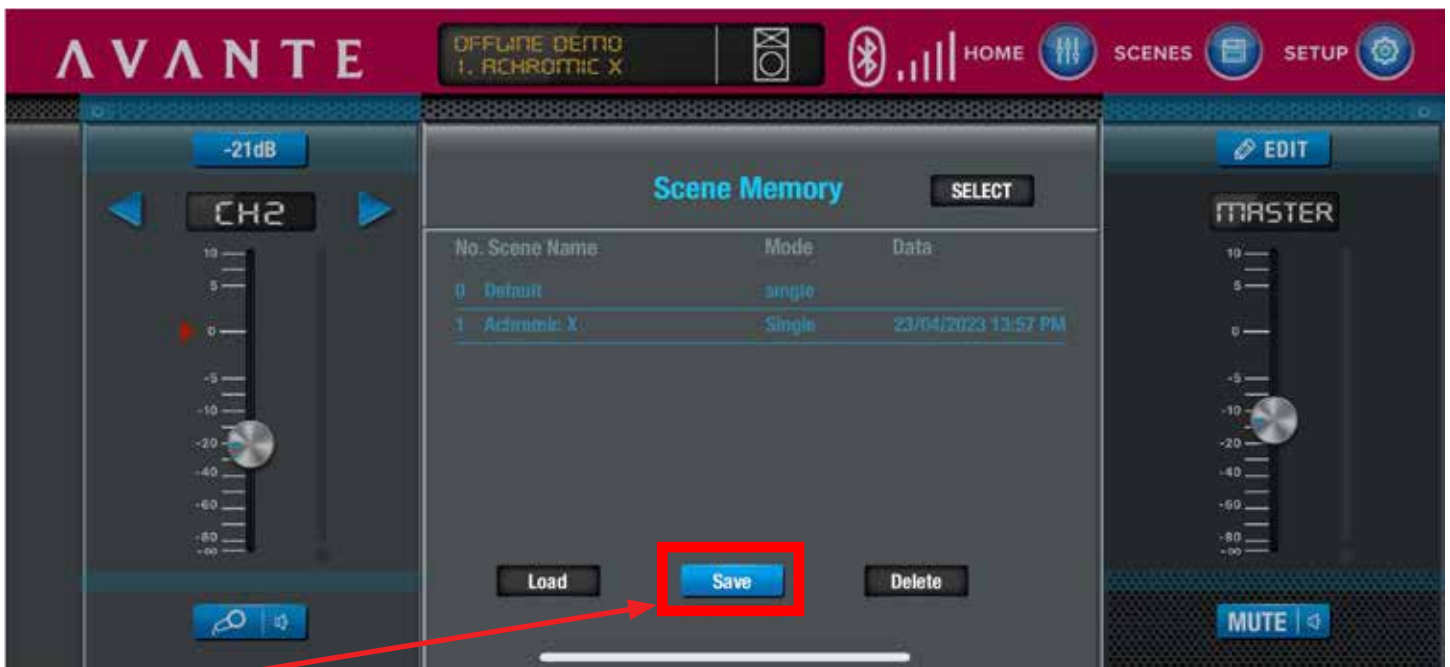 AVANTE
OFFLINE DEMO
1. ACHROMIC X
HOME
SCENES
SETUP
-21dB
CH2
10
5
0
-5
-10
-20
-40
-60
-80
-∞
Scene Memory SELECT
No. Scene Name Mode Data
0 Default single
1 Achromic X Single 23/04/2023 13:57 PM
Load Save Delete
EDIT
MASTER
10
5
0
-5
-10
-20
-40
-60
-80
-∞
MUTE